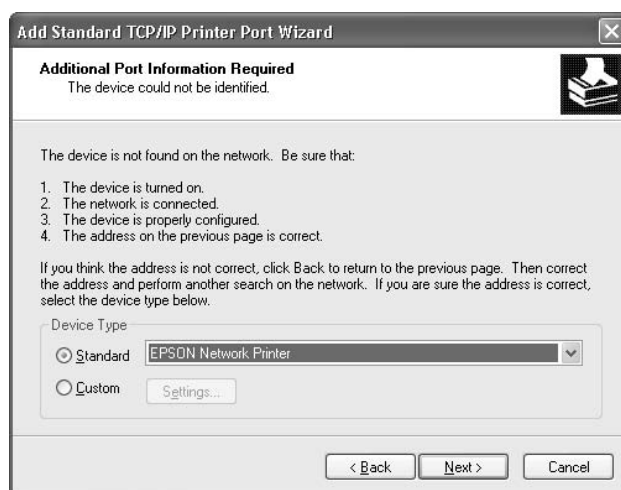 Add Standard TCP/IP Printer Port Wizard
Additional Port Information Required
The device could not be identified.
The device is not found on the network. Be sure that:
1. The device is turned on.
2. The network is connected.
3. The device is properly configured.
4. The address on the previous page is correct.
If you think the address is not correct, click Back to return to the previous page. Then correct
the address and perform another search on the network. If you are sure the address is correct,
select the device type below.
Device Type
Standard EPSON Network Printer
Custom Settings...
< Back Next > Cancel